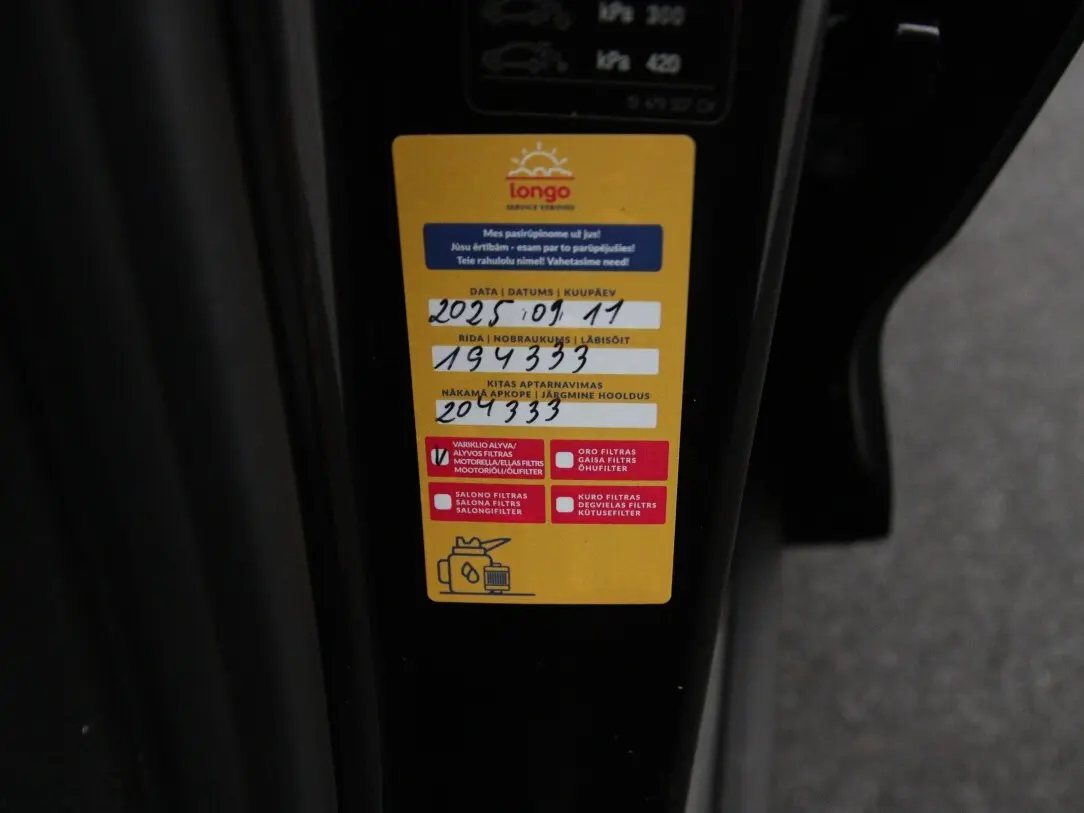 kPa 300
kPa 420
longo
Mes pasirūpinome už jus!
Jūsu ērtībām - esam par to parūpējušies!
Teie rahulolu nimel! Vahetasime need!
DATA | DATUMS | KUUPÄEV
2025 09 11
RIDA | NOBRAUKUMS | LÄBISÕIT
194333
KITAS APTARNAVIMAS
NĀKAMĀ APKOPE | JÄRGMINE HOOLDUS
204333
V
VARIKLIO ALYVA/
ALYVOS FILTRAS
MOTOREĻĻA/EĻĻAS FILTRS
MOOTORIÕLI/ÕLIFILTER
ORO FILTRAS
GAISA FILTRS
ÕHUFILTER
SALONO FILTRAS
SALONA FILTRS
SALONGIFILTER
KURO FILTRAS
DEGVIELAS FILTRS
KÜTUSEFILTER